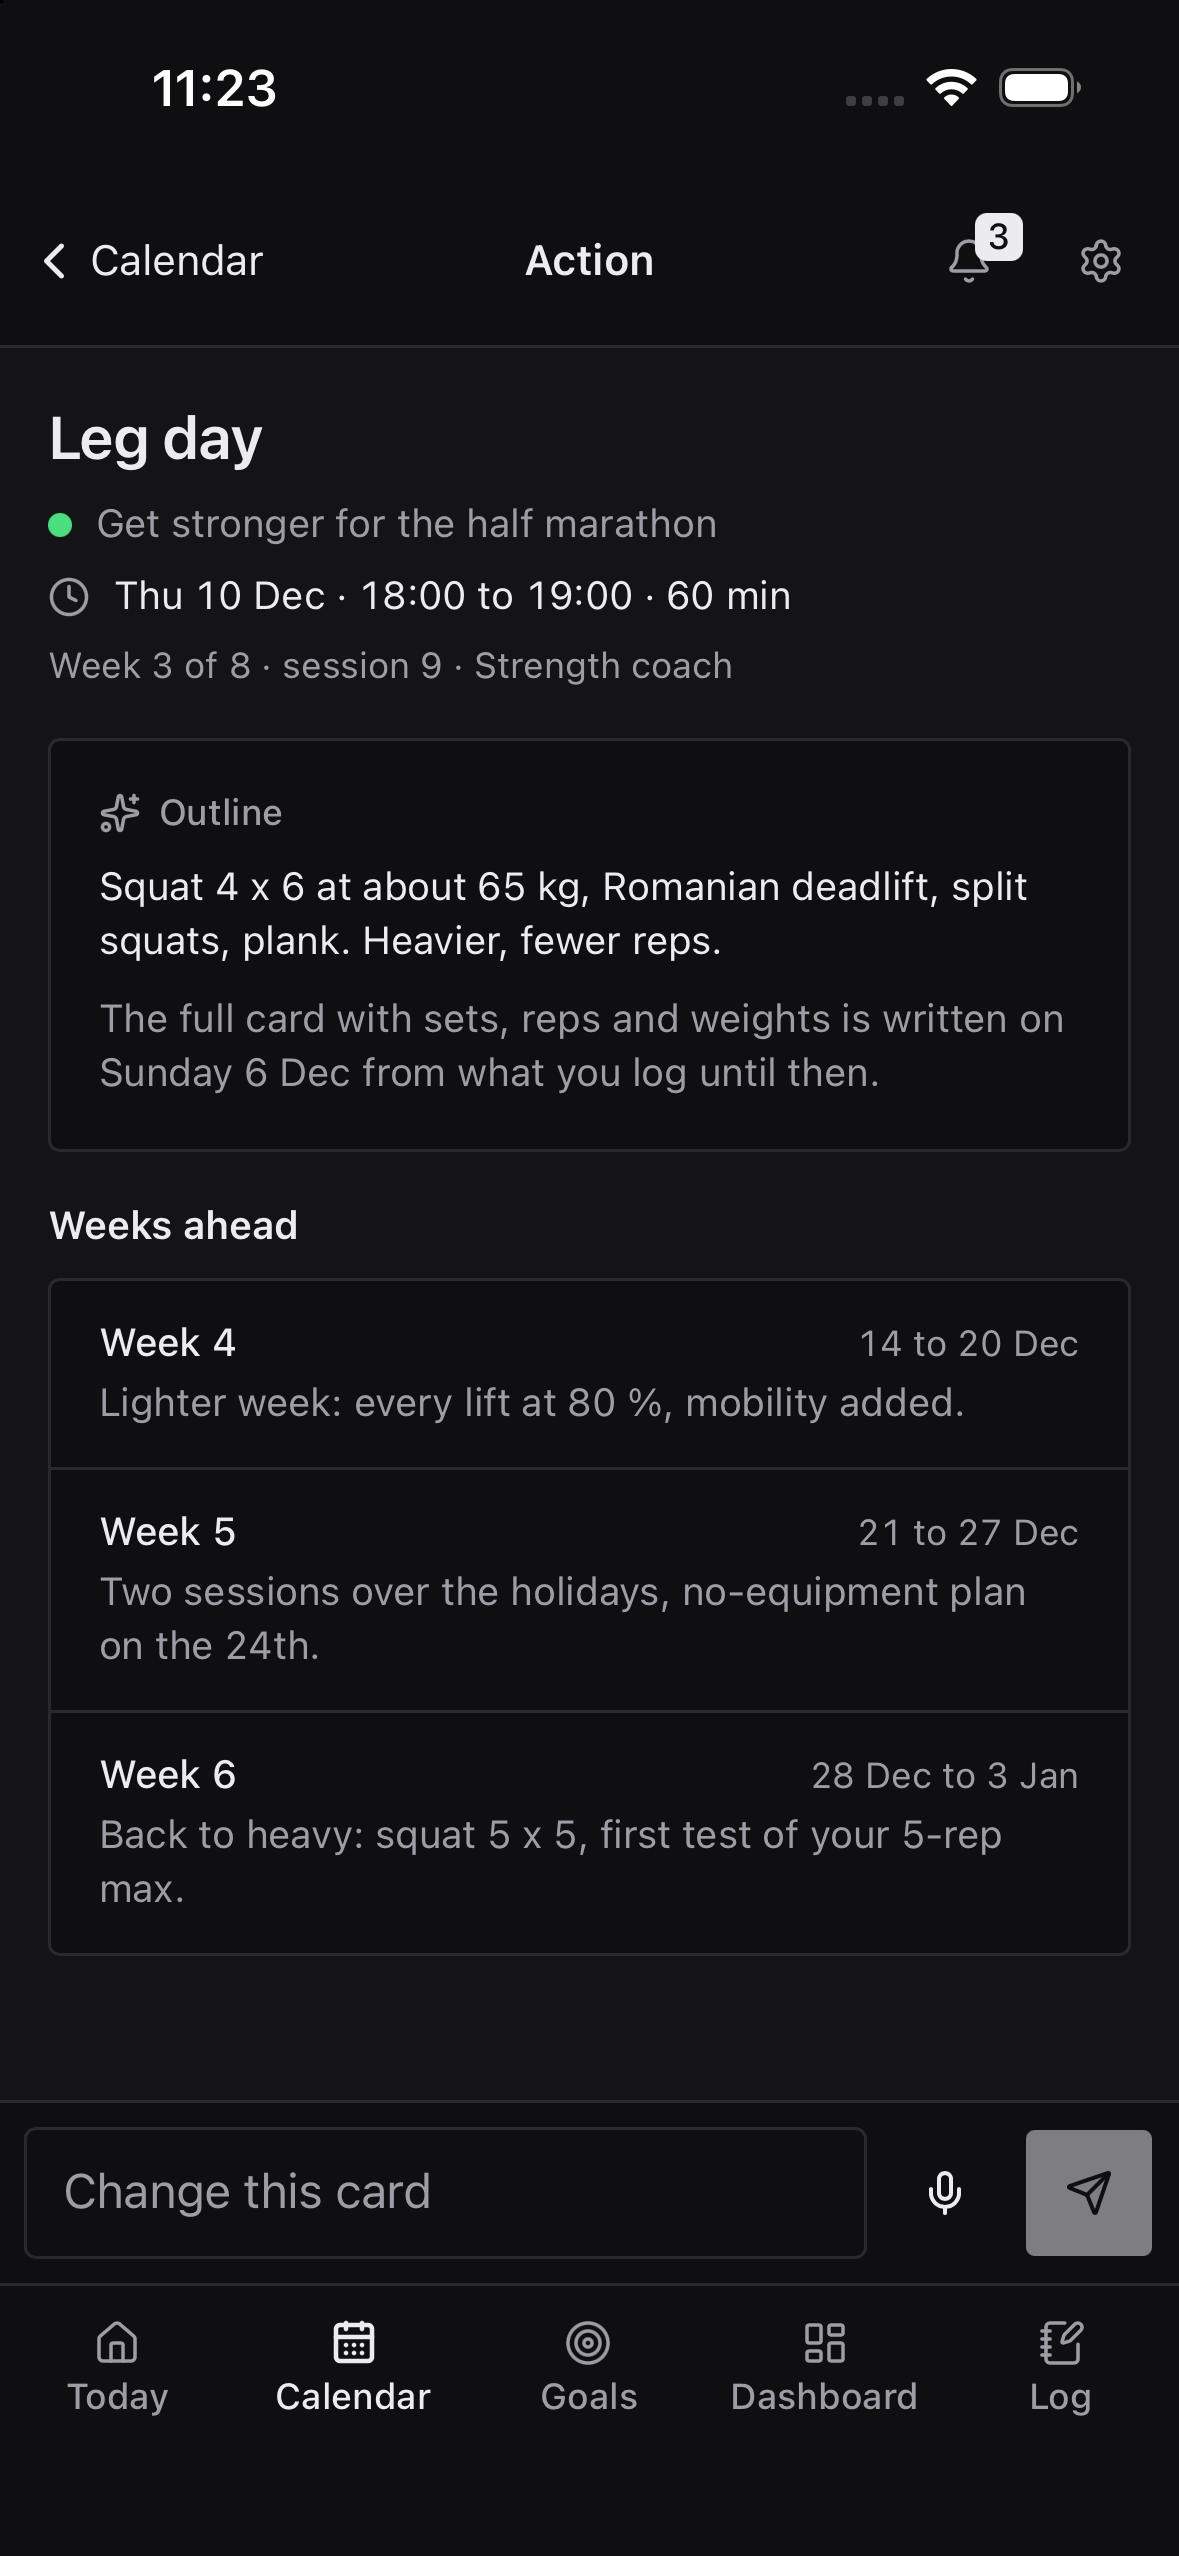 11:23
Calendar
Action
3
Leg day
Get stronger for the half marathon
Thu 10 Dec · 18:00 to 19:00 · 60 min
Week 3 of 8 · session 9 · Strength coach
Outline
Squat 4 x 6 at about 65 kg, Romanian deadlift, split
squats, plank. Heavier, fewer reps.
The full card with sets, reps and weights is written on
Sunday 6 Dec from what you log until then.
Weeks ahead
Week 4
14 to 20 Dec
Lighter week: every lift at 80 %, mobility added.
Week 5
21 to 27 Dec
Two sessions over the holidays, no-equipment plan
on the 24th.
Week 6
28 Dec to 3 Jan
Back to heavy: squat 5 x 5, first test of your 5-rep
max.
Change this card
Today
Calendar
Goals
Dashboard
Log